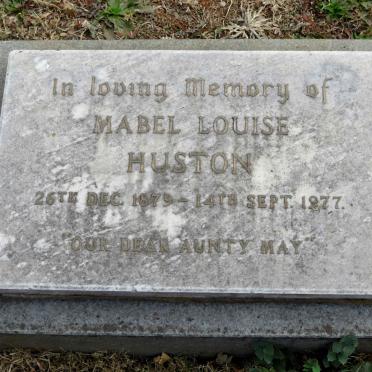 In loving Memory of
MABEL LOUISE
HUSTON
26TH DEC. 1879 - 14TH SEPT. 1977.
"OUR DEAR AUNTY MAY"